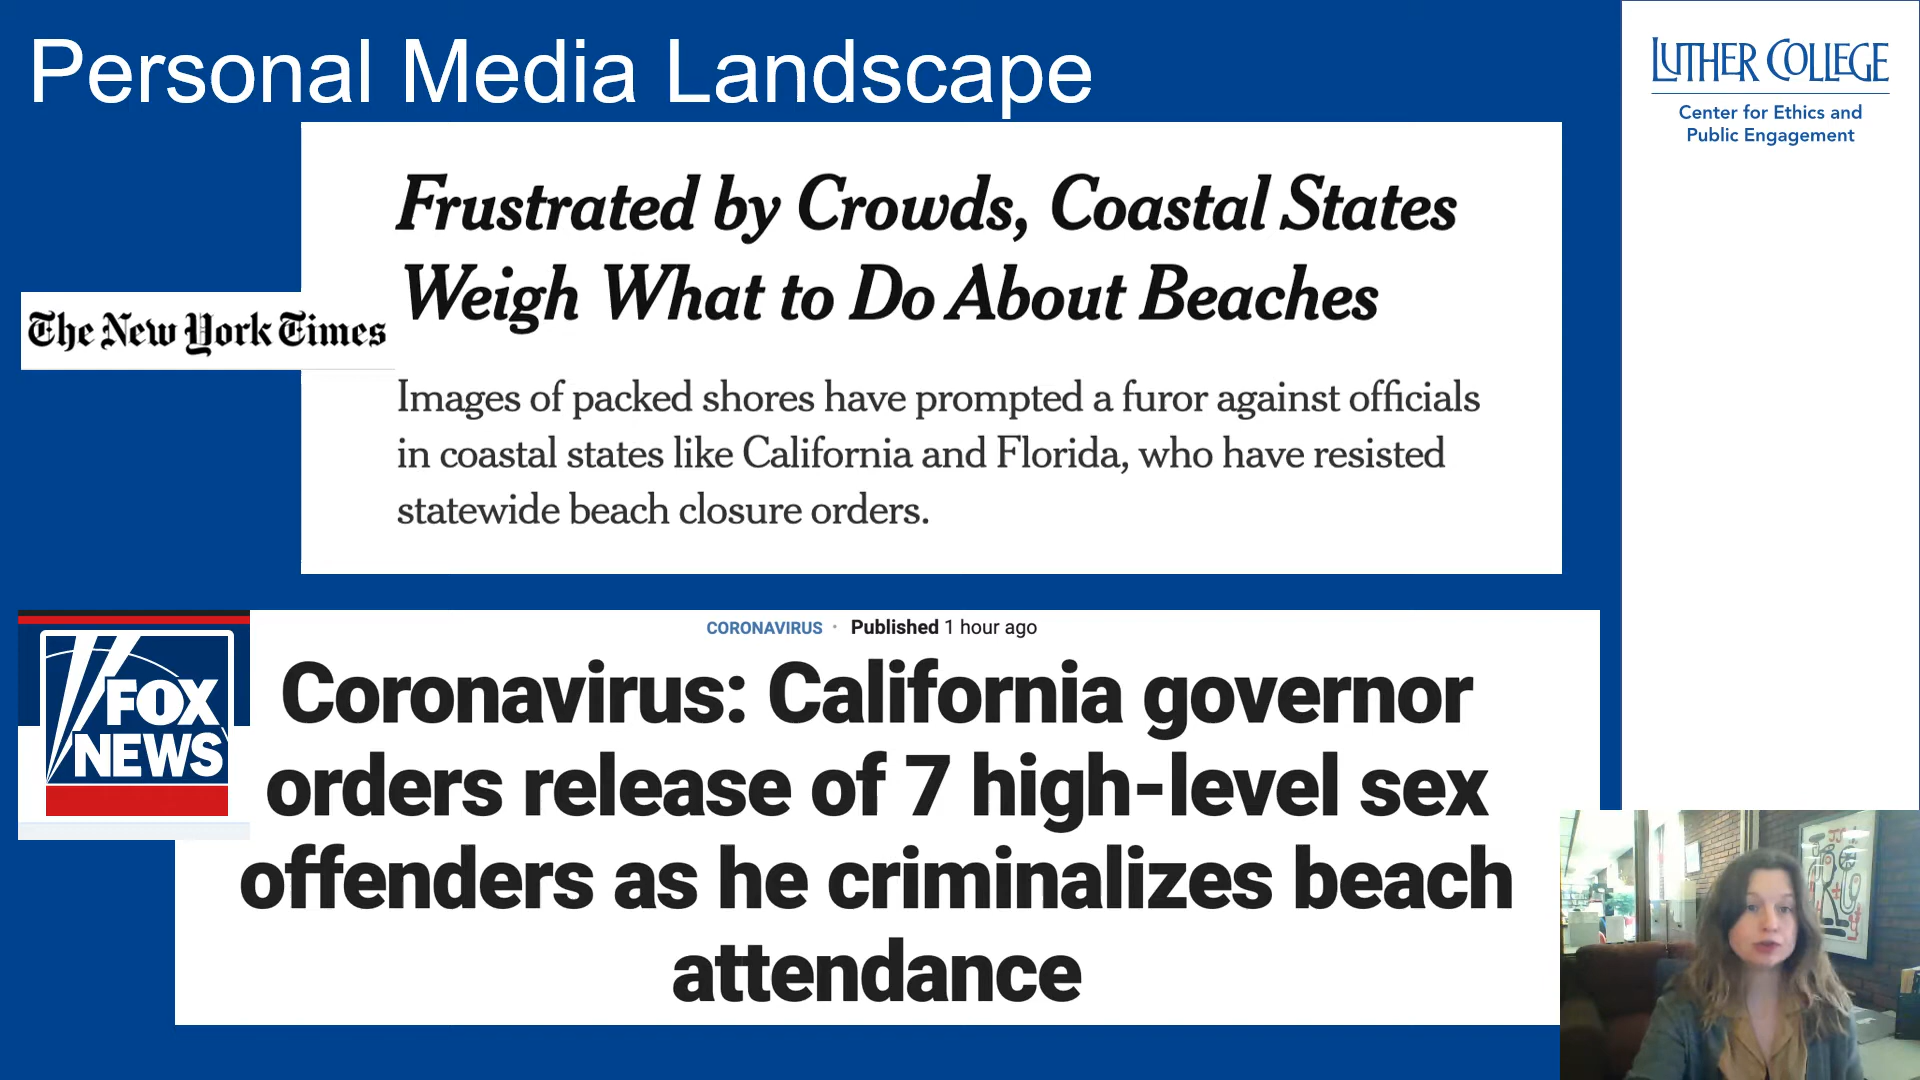 Personal Media Landscape
LUTHER COLLEGE
Center for Ethics and
Public Engagement
Frustrated by Crowds, Coastal States
Weigh What to Do About Beaches
The New York Times
Images of packed shores have prompted a furor against officials
in coastal states like California and Florida, who have resisted
statewide beach closure orders.
CORONAVIRUS · Published 1 hour ago
FOX
NEWS
Coronavirus: California governor
orders release of 7 high-level sex
offenders as he criminalizes beach
attendance